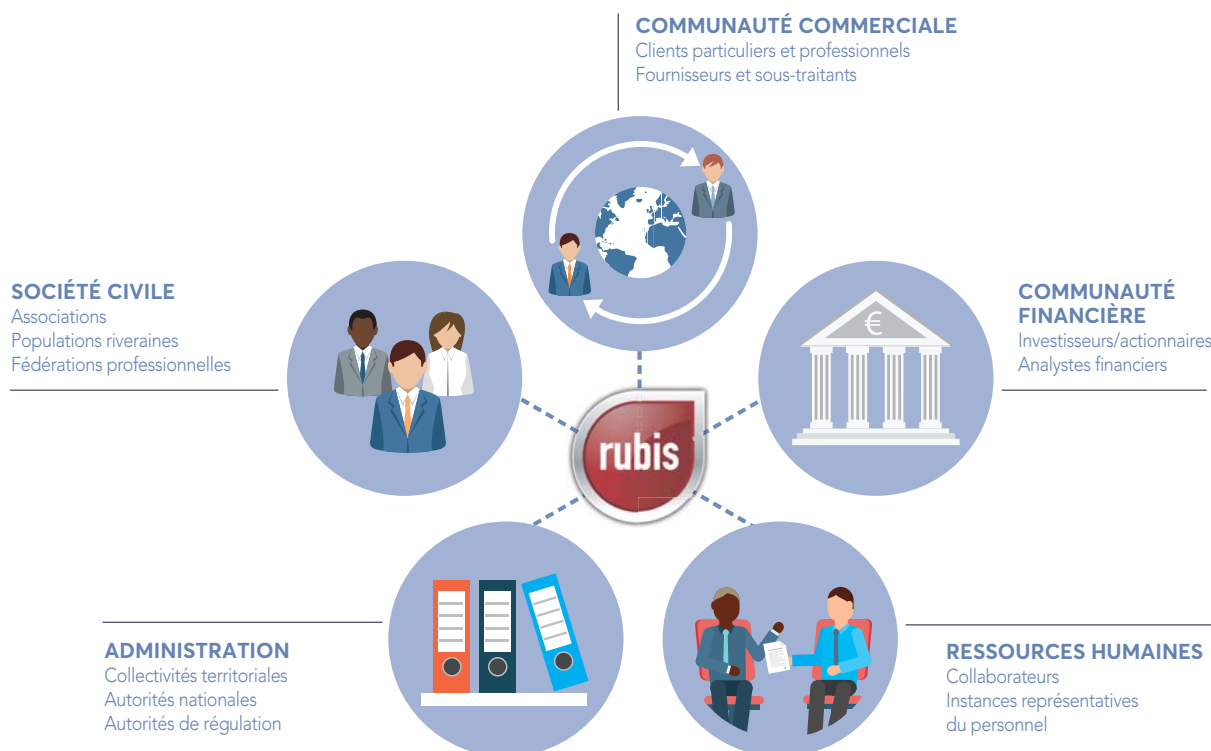 COMMUNAUTÉ COMMERCIALE
Clients particuliers et professionnels
Fournisseurs et sous-traitants
SOCIÉTÉ CIVILE
Associations
Populations riveraines
Fédérations professionnelles
COMMUNAUTÉ
FINANCIÈRE
Investisseurs/actionnaires
Analystes financiers
€
rubis
ADMINISTRATION
Collectivités territoriales
Autorités nationales
Autorités de régulation
RESSOURCES HUMAINES
Collaborateurs
Instances représentatives
du personnel